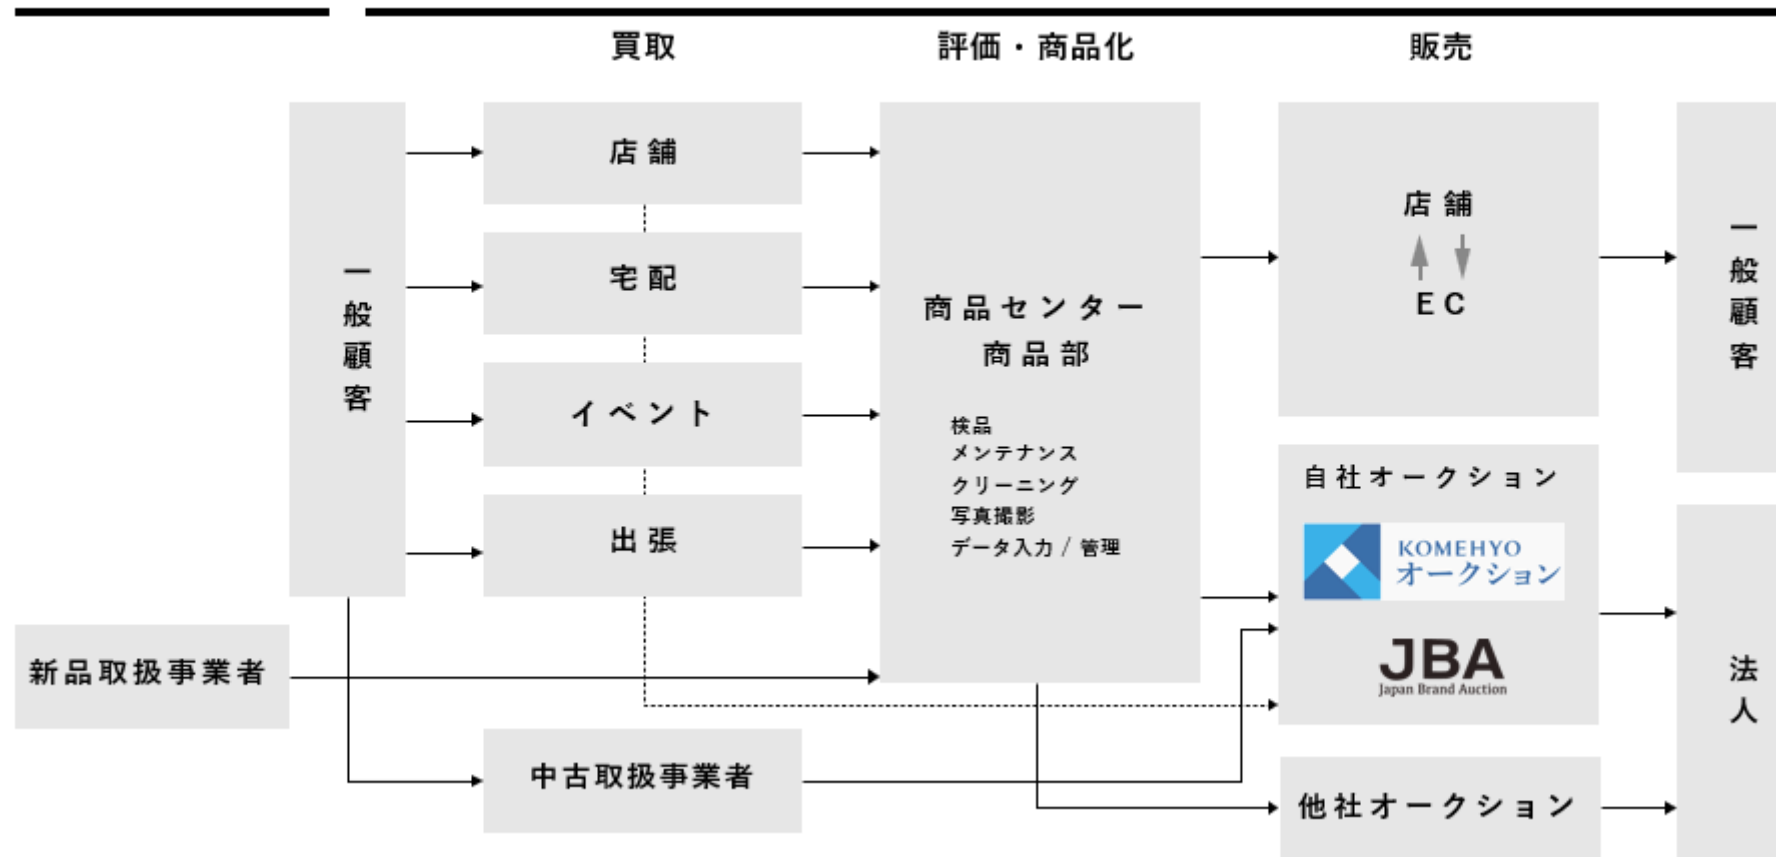 買取
評価・商品化
販売
一般顧客
店舗
宅配
イベント
出張
新品取扱事業者
中古取扱事業者
商品センター
商品部
検品
メンテナンス
クリーニング
写真撮影
データ入力 / 管理
店舗
EC
自社オークション
KOMEHYO
オークション
JBA
Japan Brand Auction
他社オークション
一般顧客
法人